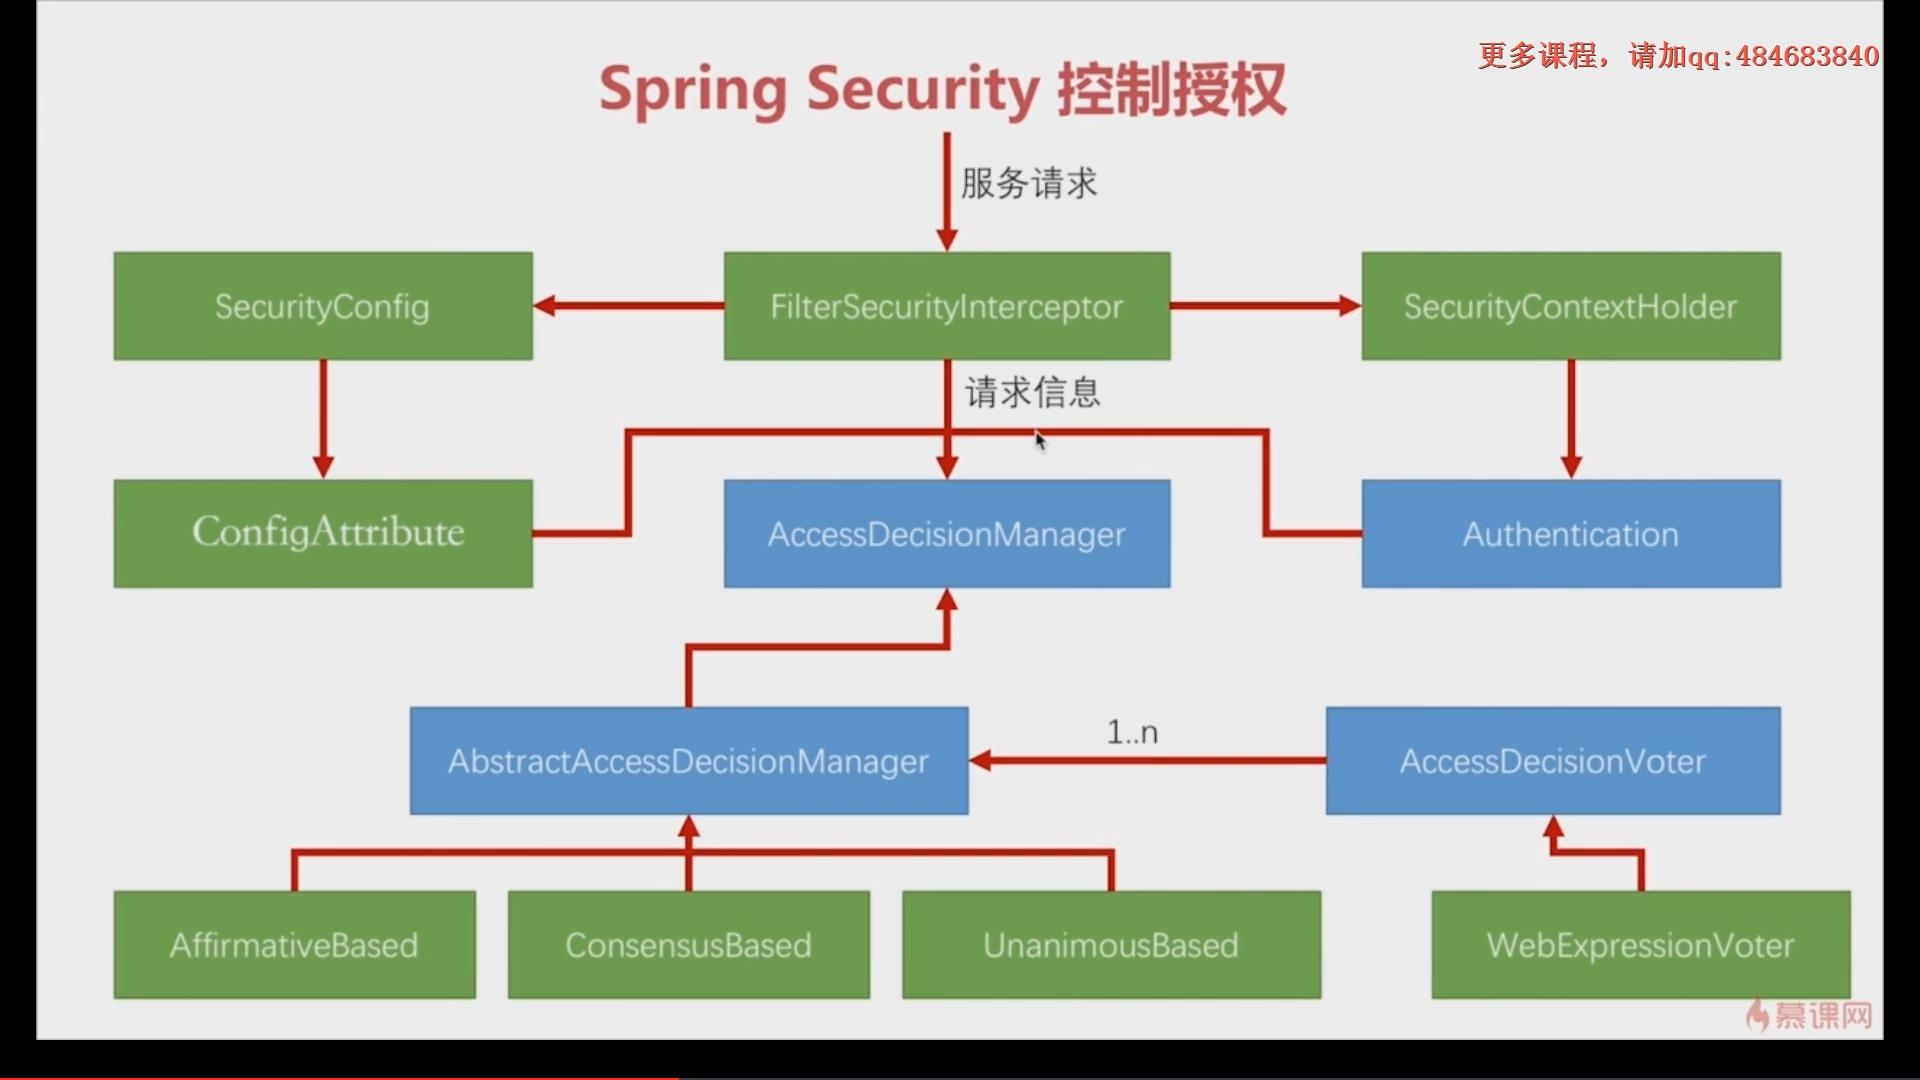 更多课程，请加qq:484683840
Spring Security 控制授权
服务请求
SecurityConfig
FilterSecurityInterceptor
SecurityContextHolder
请求信息
ConfigAttribute
AccessDecisionManager
Authentication
AbstractAccessDecisionManager
1..n
AccessDecisionVoter
AffirmativeBased
ConsensusBased
UnanimousBased
WebExpressionVoter
慕课网